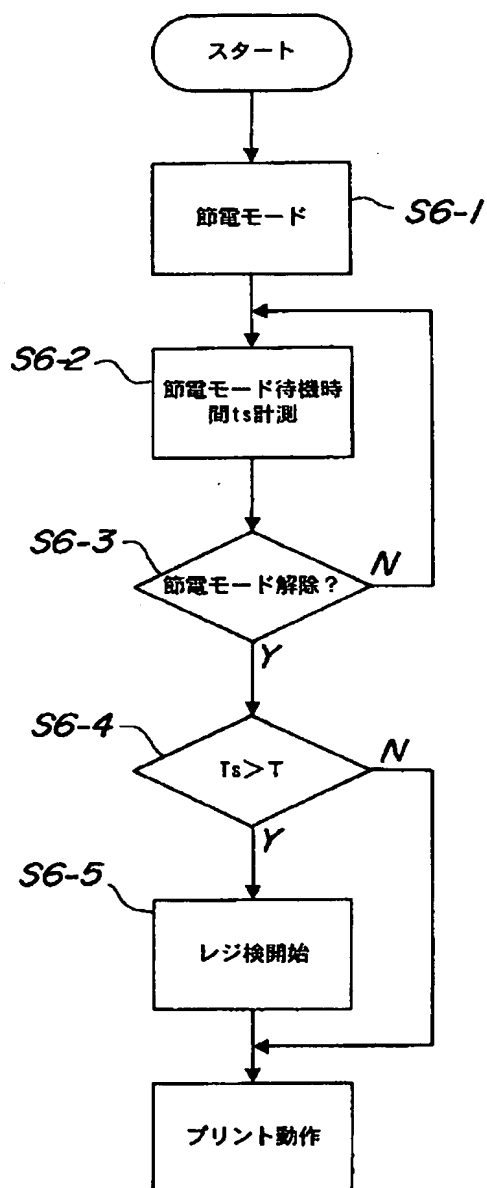 スタート
節電モード
S6-1
S6-2
節電モード待機時
間ts計測
S6-3
節電モード解除？
N
Y
S6-4
Ts＞T
N
Y
S6-5
レジ検開始
プリント動作